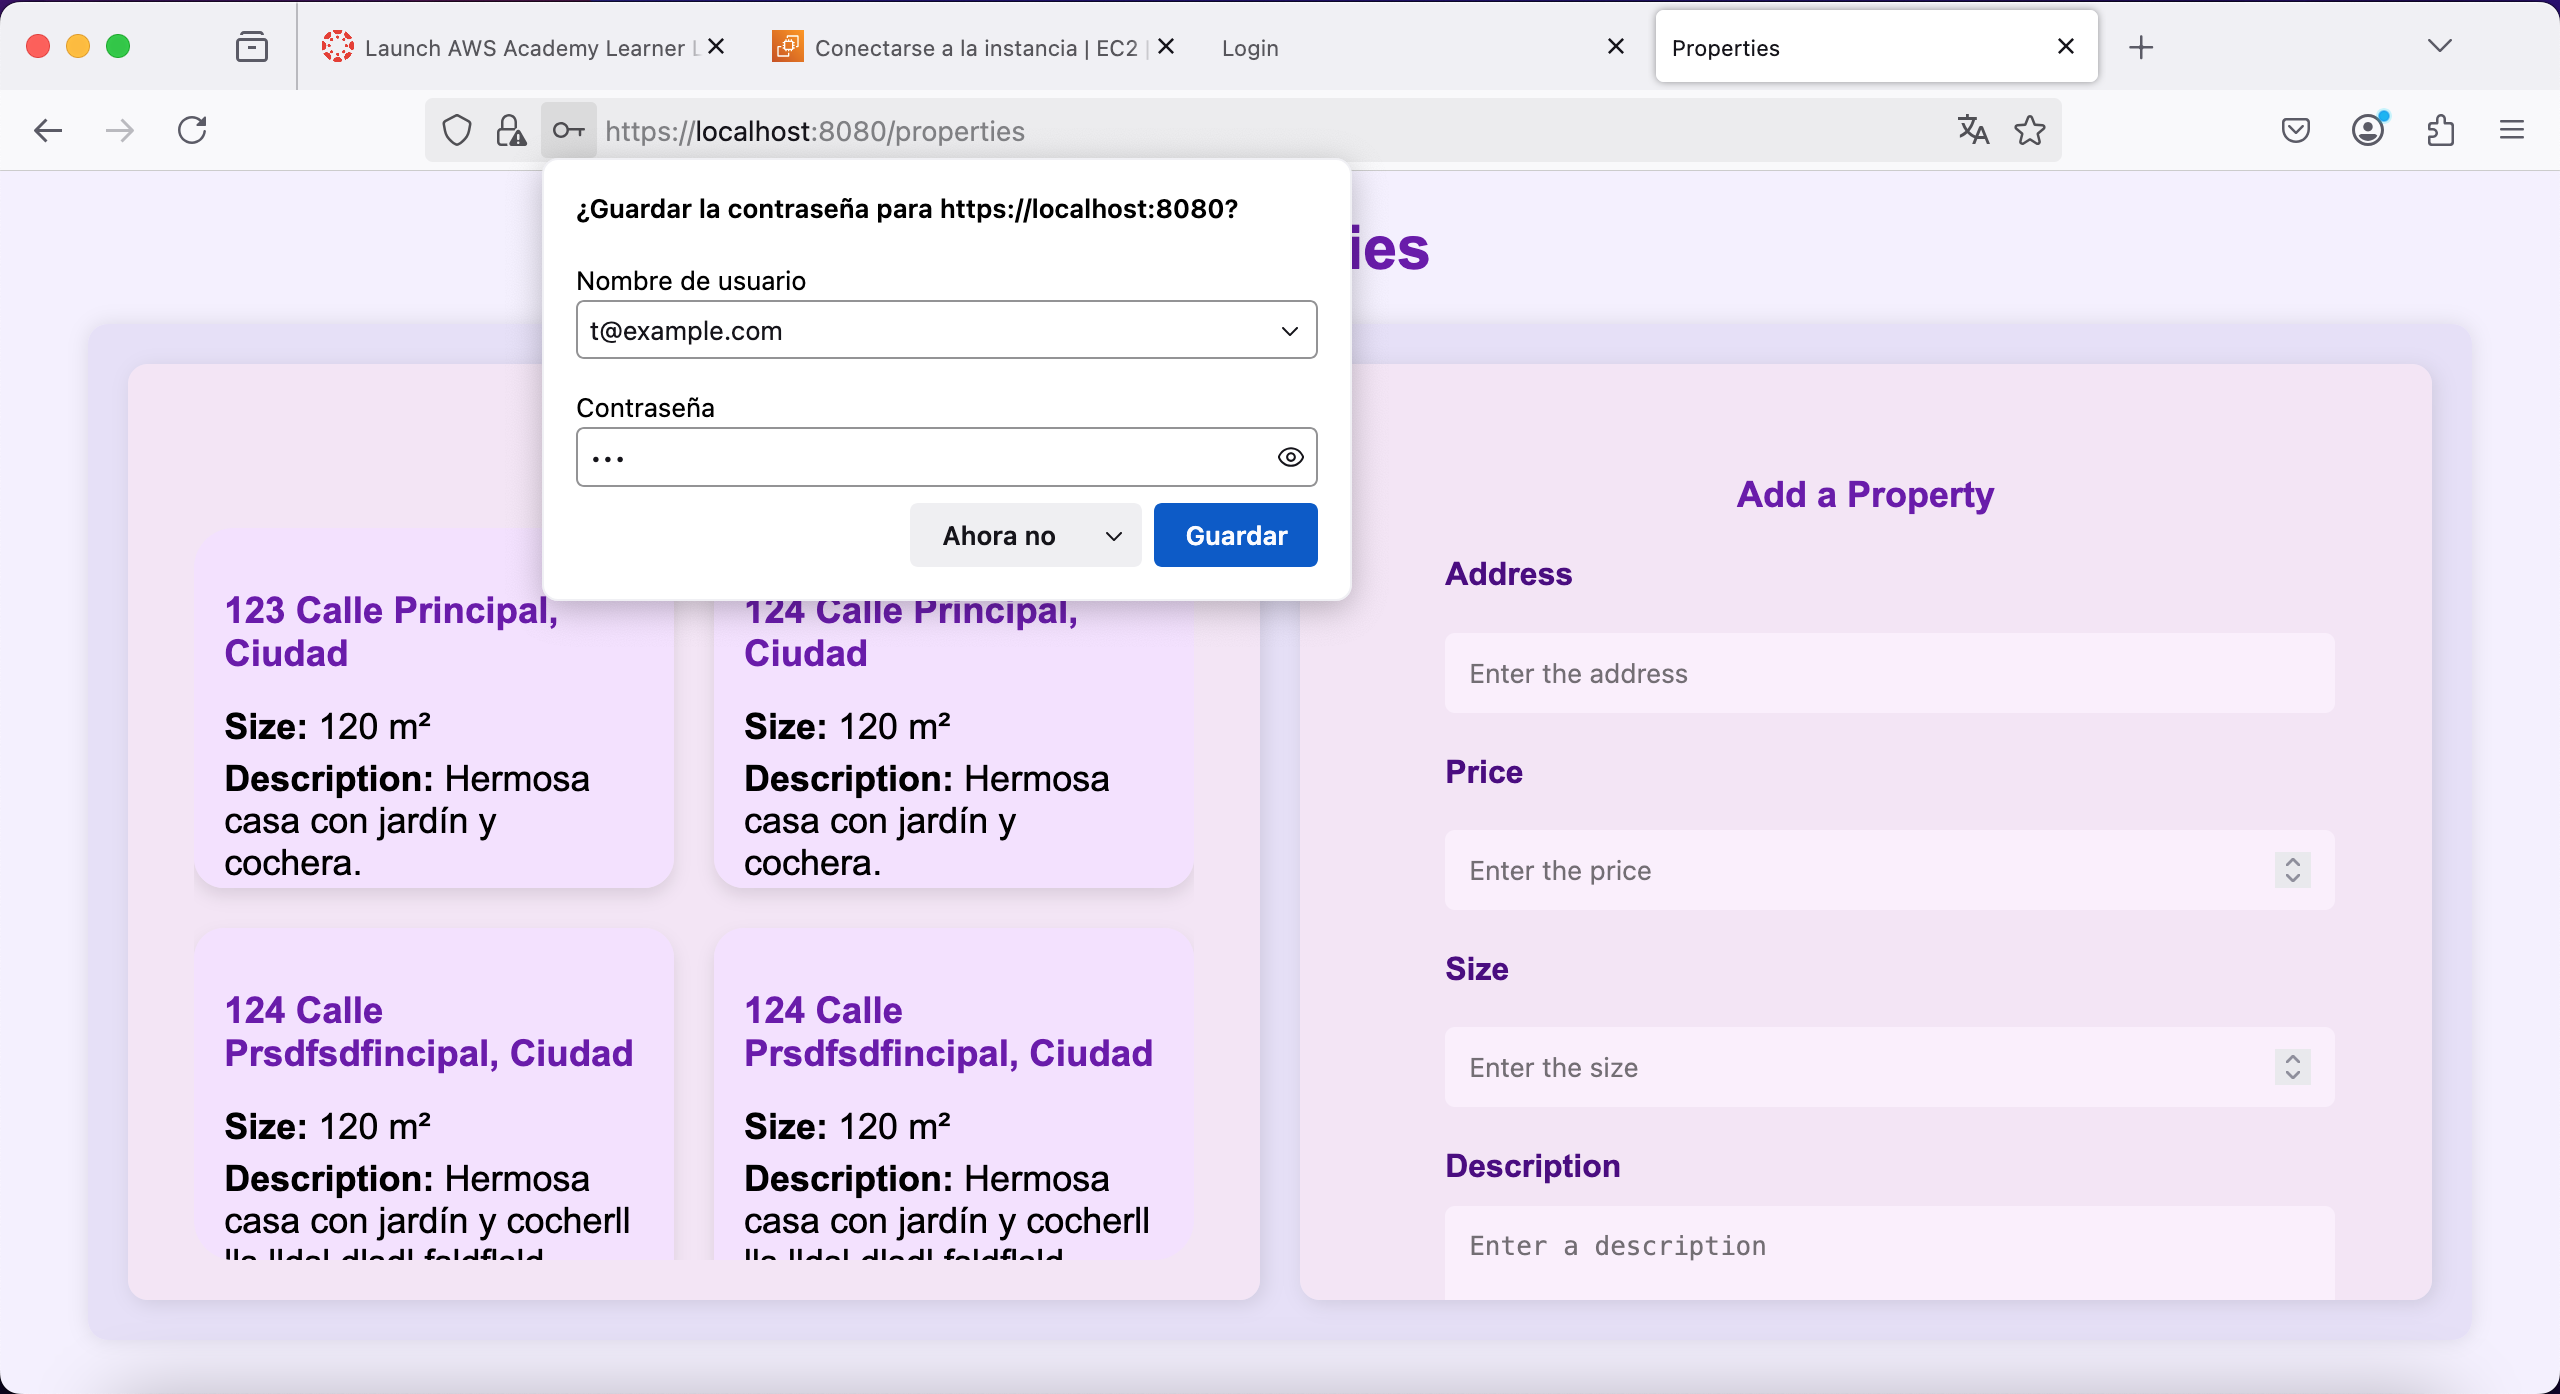 Launch AWS Academy Learner L
Conectarse a la instancia | EC2 |
Login
Properties
https://localhost:8080/properties
¿Guardar la contraseña para https://localhost:8080?
Nombre de usuario
t@example.com
Contraseña
•••
Ahora no
Guardar
ies
123 Calle Principal,
Ciudad
Size: 120 m²
Description: Hermosa
casa con jardín y
cochera.
124 Calle Principal,
Ciudad
Size: 120 m²
Description: Hermosa
casa con jardín y
cochera.
124 Calle
Prsdfsdfincipal, Ciudad
Size: 120 m²
Description: Hermosa
casa con jardín y cocherll
124 Calle
Prsdfsdfincipal, Ciudad
Size: 120 m²
Description: Hermosa
casa con jardín y cocherll
Add a Property
Address
Enter the address
Price
Enter the price
Size
Enter the size
Description
Enter a description